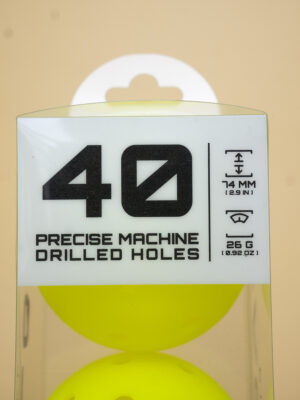 40
PRECISE MACHINE
DRILLED HOLES
74 MM
(2.9 IN)
26 G
(0.92 OZ)